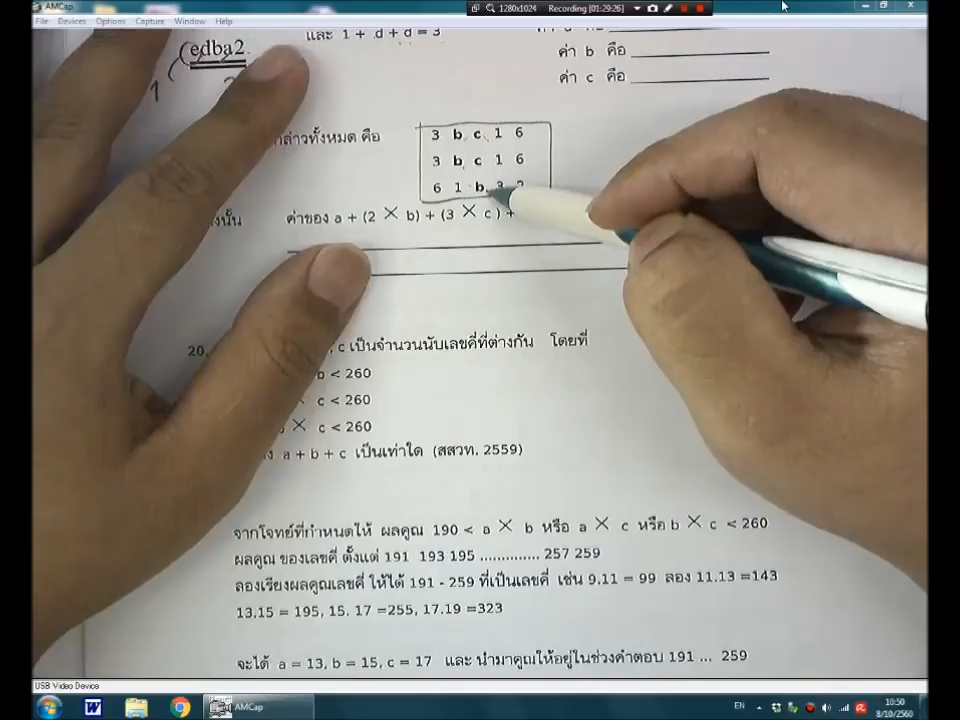 AMCap
1280x1024 Recording [01:29:26]
File Devices Options Capture Window Help
(edba2
และ 1 + d + d = 3
ค่า b คือ
ค่า c คือ
1
กล่าวทั้งหมด คือ
3 b c 1 6
3 b c 1 6
6 1 b 3 2
ค่าของ a + (2 × b) + (3 × c ) +
20.
, c เป็นจำนวนนับเลขคี่ที่ต่างกัน โดยที่
b < 260
× c < 260
× c < 260
a + b + c เป็นเท่าใด (สสวท. 2559)
จากโจทย์ที่กำหนดให้ ผลคูณ 190 < a × b หรือ a × c หรือ b × c < 260
ผลคูณ ของเลขคี่ ตั้งแต่ 191 193 195 .............. 257 259
ลองเรียงผลคูณเลขคี่ ให้ได้ 191 - 259 ที่เป็นเลขคี่ เช่น 9.11 = 99 ลอง 11.13 =143
13,15 = 195, 15. 17 =255, 17.19 =323
จะได้ a = 13, b = 15, c = 17 และ นำมาคูณให้อยู่ในช่วงคำตอบ 191 ... 259
USB Video Device
AMCap
EN
10:50
8/10/2560